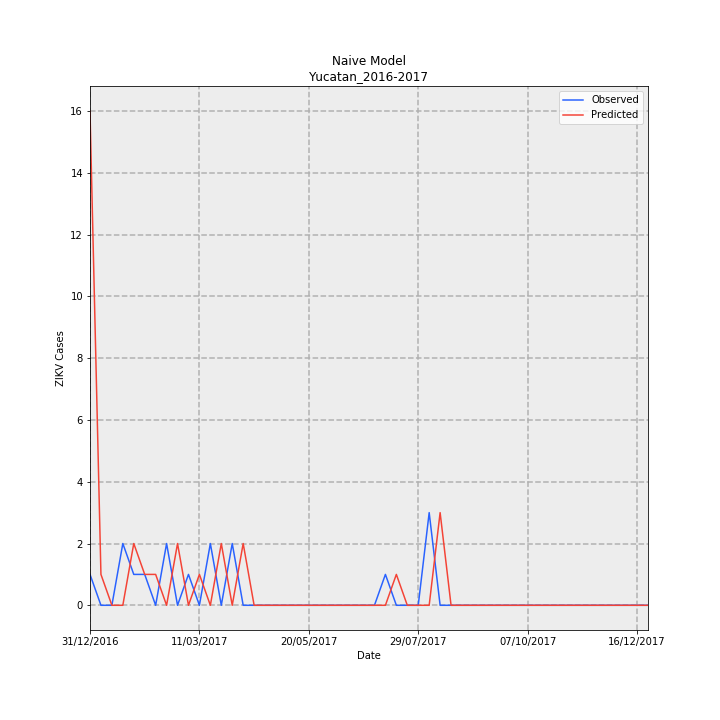 Naive Model
Yucatan_2016-2017
Observed
Predicted
16
14
12
10
8
6
4
2
0
ZIKV Cases
31/12/2016
11/03/2017
20/05/2017
29/07/2017
07/10/2017
16/12/2017
Date